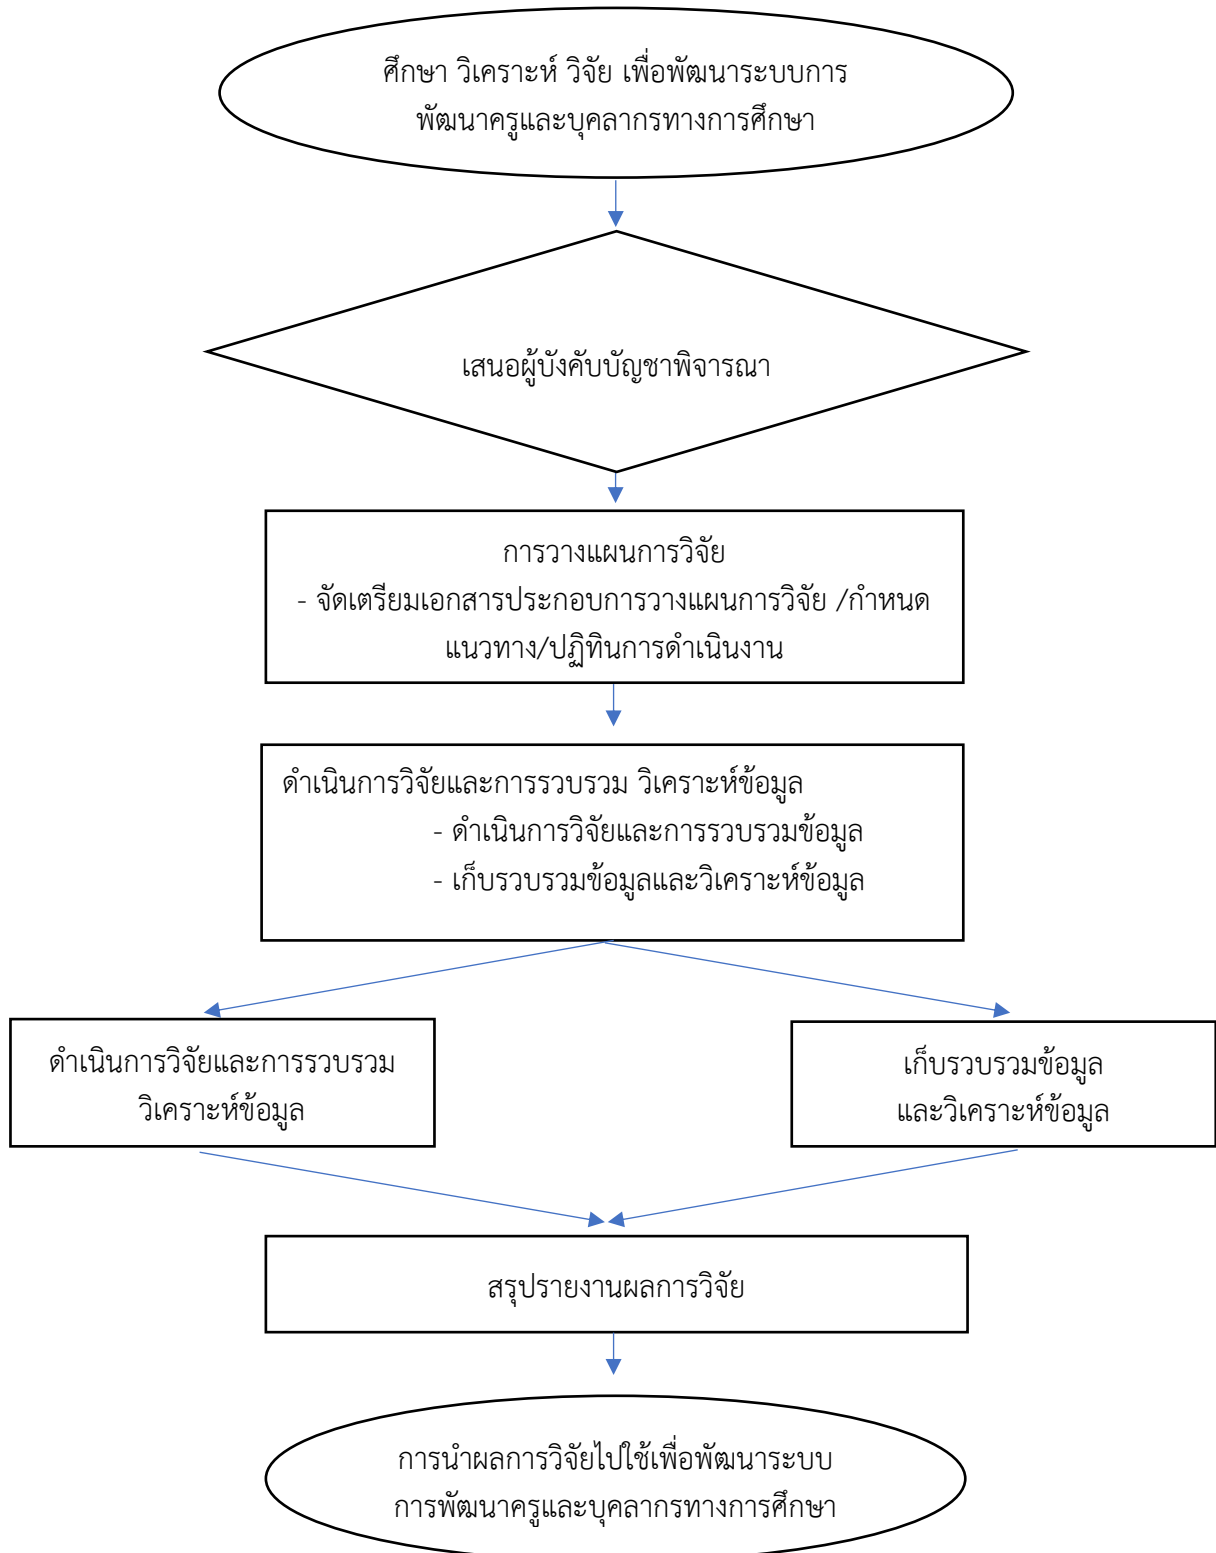 ศึกษา วิเคราะห์ วิจัย เพื่อพัฒนาระบบการ
พัฒนาครูและบุคลากรทางการศึกษา
เสนอผู้บังคับบัญชาพิจารณา
การวางแผนการวิจัย
- จัดเตรียมเอกสารประกอบการวางแผนการวิจัย /กำหนด
แนวทาง/ปฏิทินการดำเนินงาน
ดำเนินการวิจัยและการรวบรวม วิเคราะห์ข้อมูล
- ดำเนินการวิจัยและการรวบรวมข้อมูล
- เก็บรวบรวมข้อมูลและวิเคราะห์ข้อมูล
ดำเนินการวิจัยและการรวบรวม
วิเคราะห์ข้อมูล
เก็บรวบรวมข้อมูล
และวิเคราะห์ข้อมูล
สรุปรายงานผลการวิจัย
การนำผลการวิจัยไปใช้เพื่อพัฒนาระบบ
การพัฒนาครูและบุคลากรทางการศึกษา